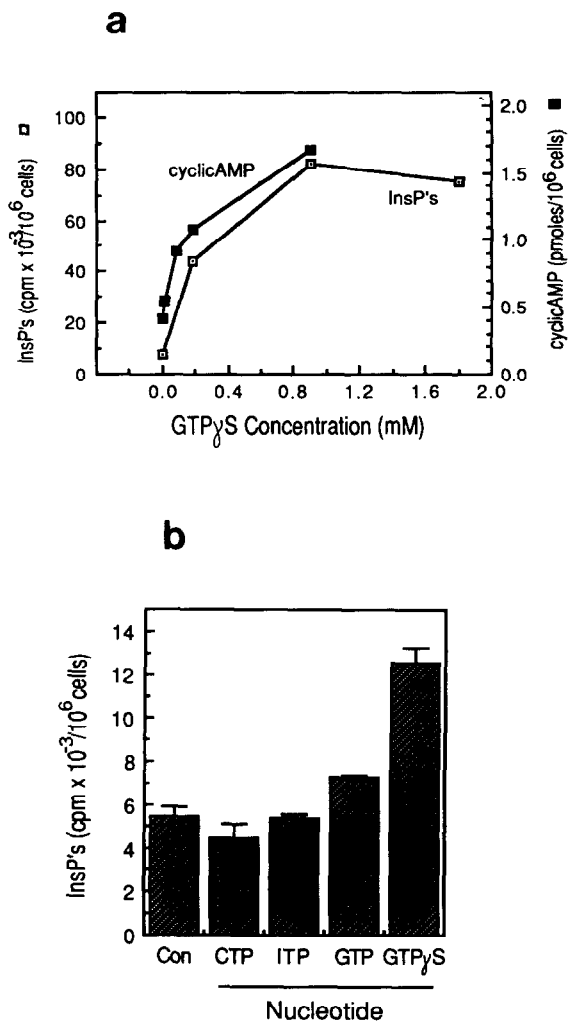 a
InsP's (cpm x 10^-3/10^6 cells)
100
80
60
40
20
0
cyclicAMP
InsP's
2.0
1.5
1.0
0.5
0.0
cyclicAMP (pmoles/10^6 cells)
0.0 0.4 0.8 1.2 1.6 2.0
GTPγS Concentration (mM)
b
InsP's (cpm x 10^-3/10^6 cells)
14
12
10
8
6
4
2
0
Con CTP ITP GTP GTPγS
Nucleotide